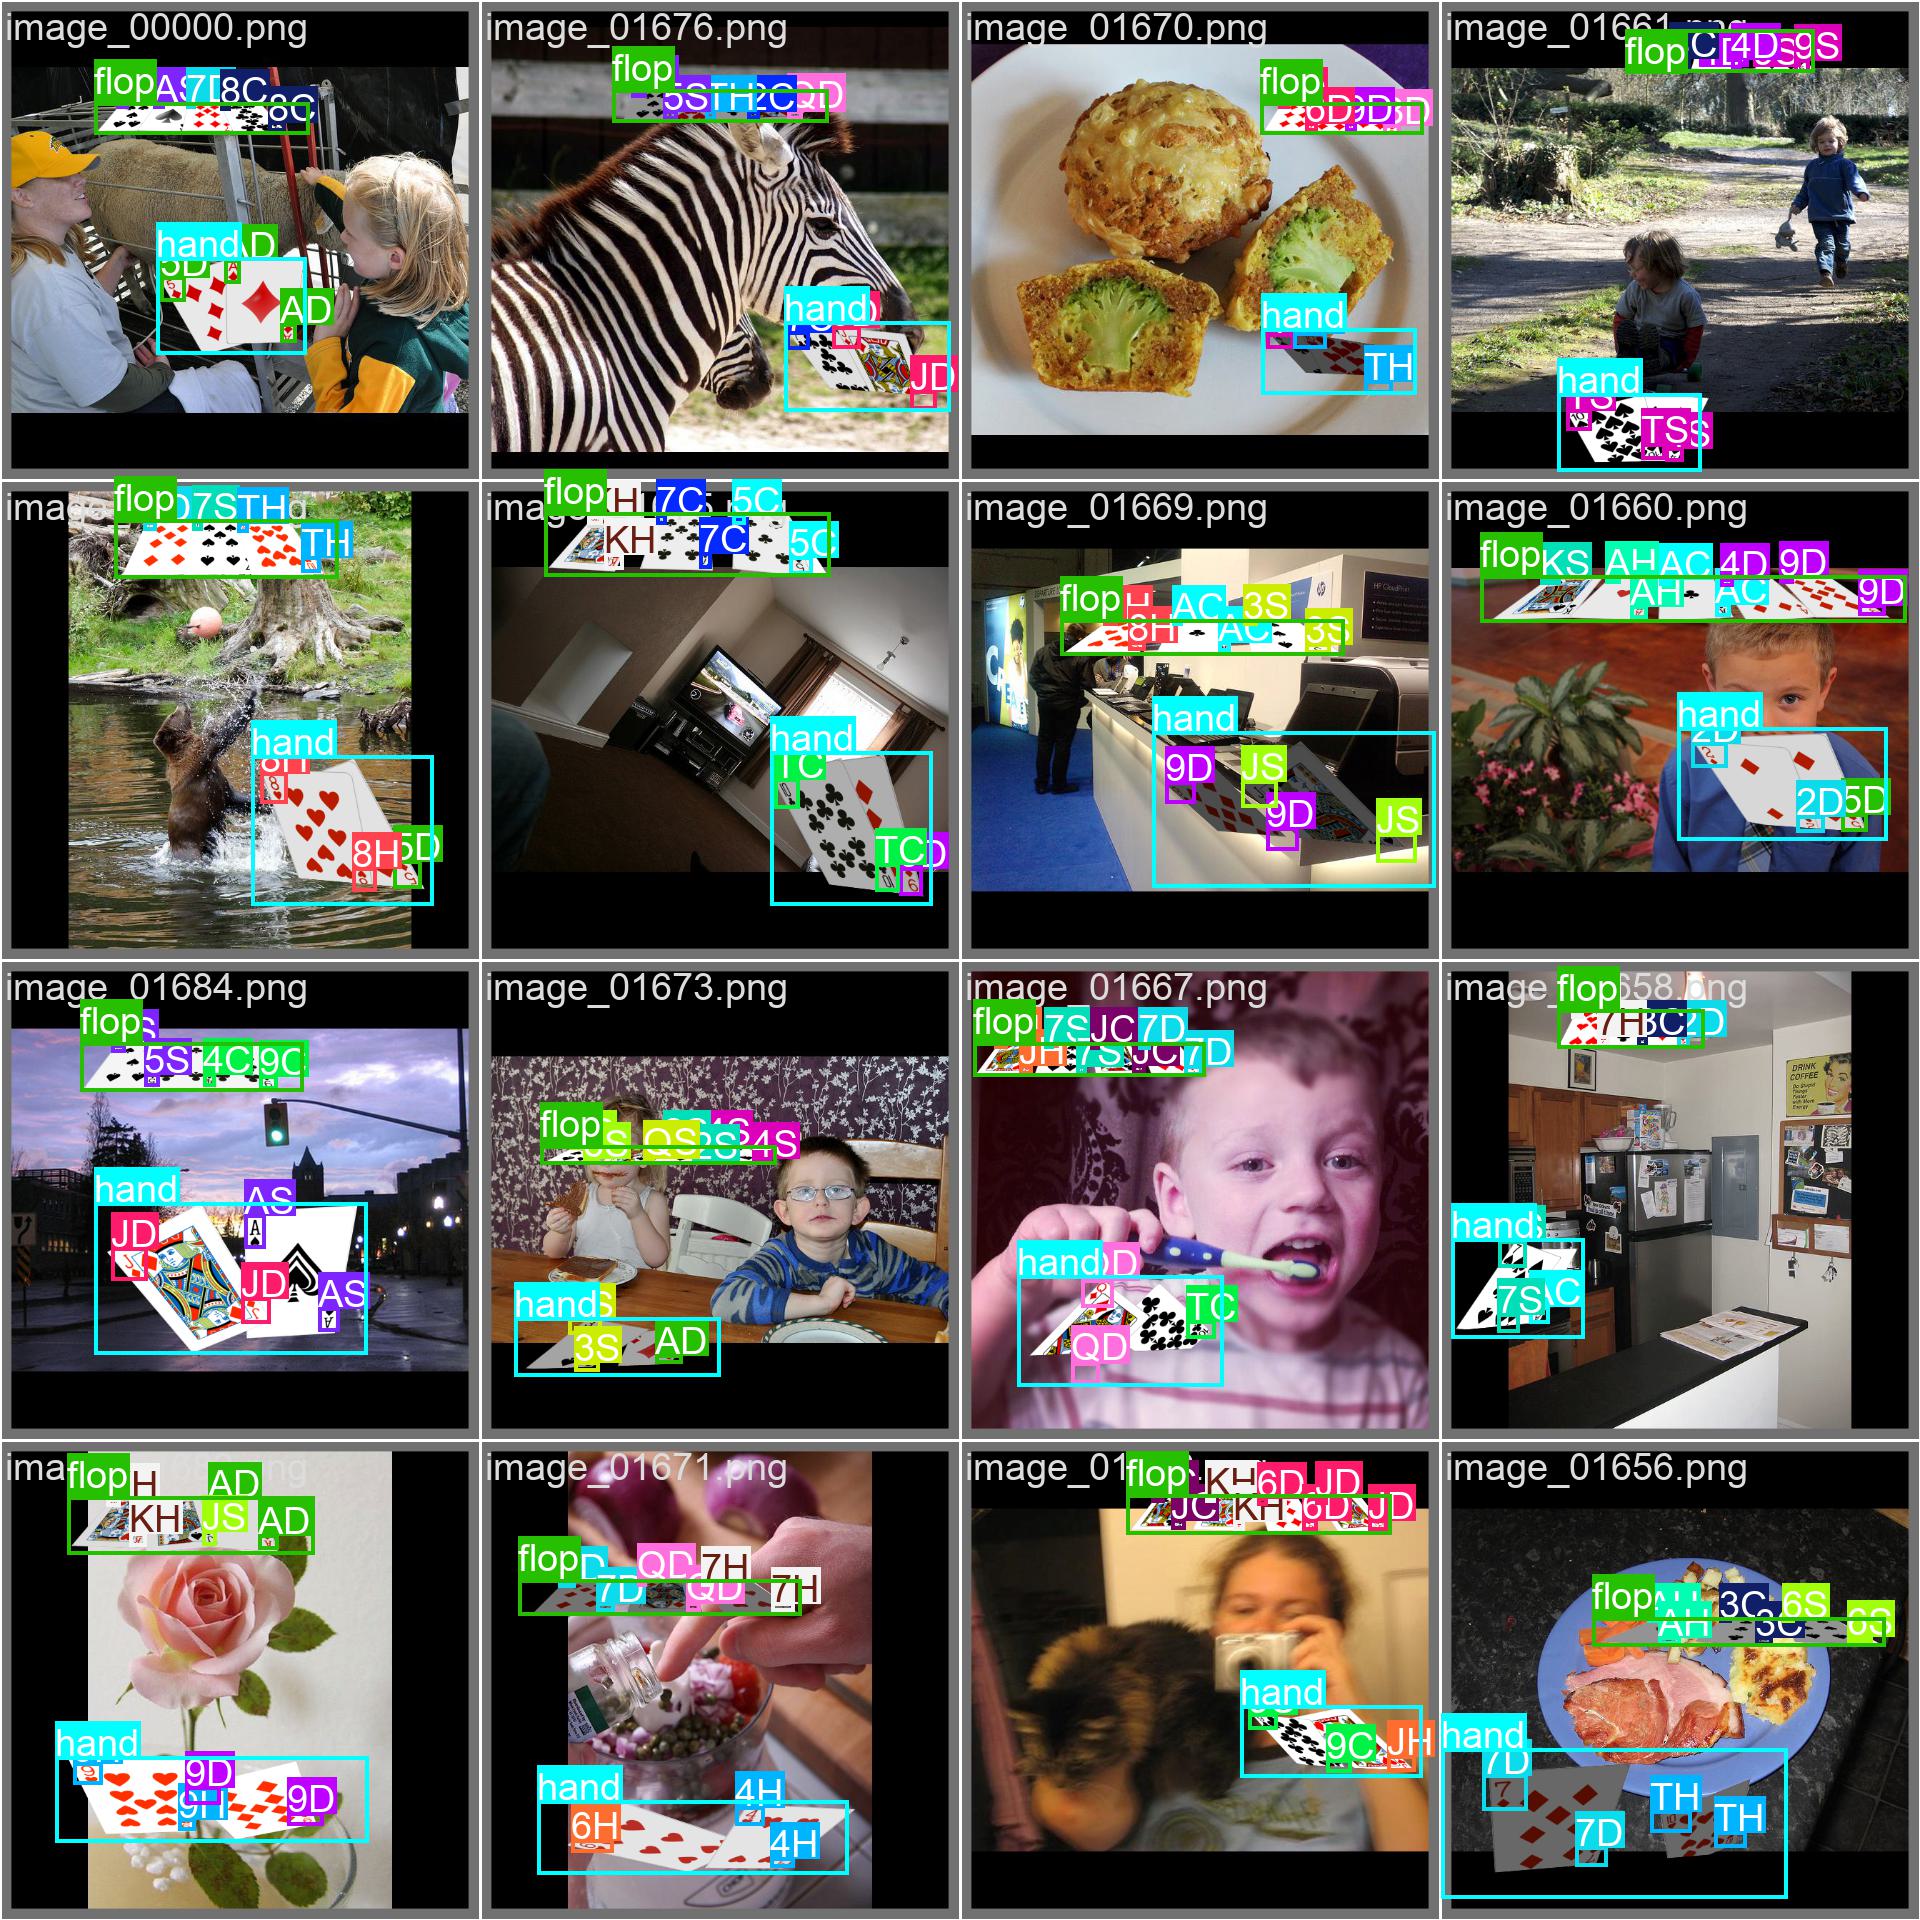 image_00000.png
flop AS 7D 8C
8C
hand AD
5D
AD
image_01676.png
flop
5S TH 2C QD
hand
7C
JD
image_01670.png
flop
6D 9D 8D
hand
TH
image_01661.png
flop 4D 9S
hand
TS
TS
flop 7S TH
TH
hand
8H
8H 5D
flop KH 7C 5C
KH 7C 5C
hand
TC
TC
image_01669.png
flop AC 3S
8H AC 3S
hand
9D JS
9D JS
image_01660.png
flop KS AH AC 4D 9D
AH AC 9D
hand
2D
2D 5D
image_01684.png
flop
5S 4C 9C
hand AS
JD
JD AS
image_01673.png
flop
QS 2S 4S
hand
3S AD
image_01667.png
flop 7S JC 7D
JH 7S JC 7D
hand
TC
QD
flop
7H 3C 2D
hand
7S AC
DRINK
COFFEE
flop AD
KH JS AD
hand
9D
9H 9D
image_01671.png
flop QD 7H
7D QD 7H
hand 4H
6H 4H
flop KH 6D JD
JC KH 6D JD
hand
9C JH
image_01656.png
flop AH 3C 6S
AH 3C 6S
hand
7D
TH
7D TH